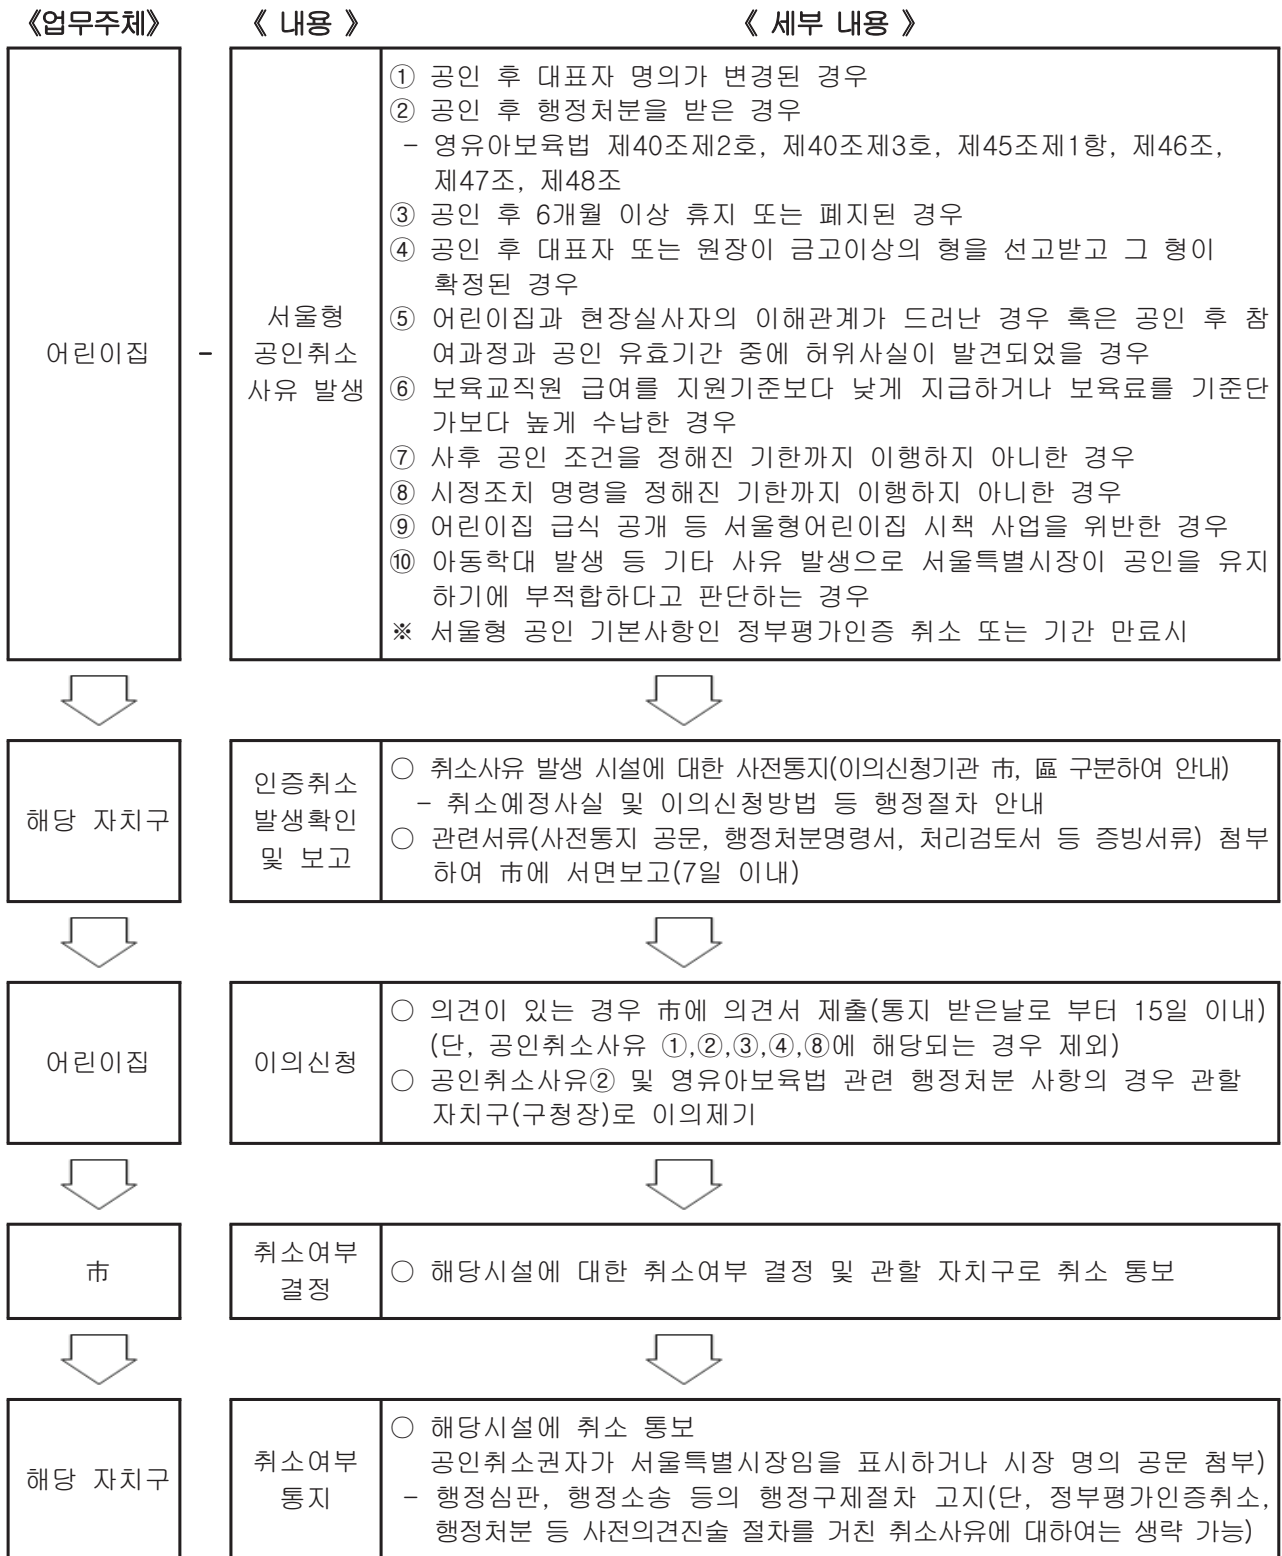 《업무주체》 《 내용 》 《 세부 내용 》
어린이집
-
서울형
공인취소
사유 발생
① 공인 후 대표자 명의가 변경된 경우
② 공인 후 행정처분을 받은 경우
- 영유아보육법 제40조제2호, 제40조제3호, 제45조제1항, 제46조,
제47조, 제48조
③ 공인 후 6개월 이상 휴지 또는 폐지된 경우
④ 공인 후 대표자 또는 원장이 금고이상의 형을 선고받고 그 형이
확정된 경우
⑤ 어린이집과 현장실사자의 이해관계가 드러난 경우 혹은 공인 후 참
여과정과 공인 유효기간 중에 허위사실이 발견되었을 경우
⑥ 보육교직원 급여를 지원기준보다 낮게 지급하거나 보육료를 기준단
가보다 높게 수납한 경우
⑦ 사후 공인 조건을 정해진 기한까지 이행하지 아니한 경우
⑧ 시정조치 명령을 정해진 기한까지 이행하지 아니한 경우
⑨ 어린이집 급식 공개 등 서울형어린이집 시책 사업을 위반한 경우
⑩ 아동학대 발생 등 기타 사유 발생으로 서울특별시장이 공인을 유지
하기에 부적합하다고 판단하는 경우
※ 서울형 공인 기본사항인 정부평가인증 취소 또는 기간 만료시
해당 자치구
인증취소
발생확인
및 보고
○ 취소사유 발생 시설에 대한 사전통지(이의신청기관 市, 區 구분하여 안내)
- 취소예정사실 및 이의신청방법 등 행정절차 안내
○ 관련서류(사전통지 공문, 행정처분명령서, 처리검토서 등 증빙서류) 첨부
하여 市에 서면보고(7일 이내)
어린이집
이의신청
○ 의견이 있는 경우 市에 의견서 제출(통지 받은날로 부터 15일 이내)
(단, 공인취소사유 ①,②,③,④,⑧에 해당되는 경우 제외)
○ 공인취소사유② 및 영유아보육법 관련 행정처분 사항의 경우 관할
자치구(구청장)로 이의제기
市
취소여부
결정
○ 해당시설에 대한 취소여부 결정 및 관할 자치구로 취소 통보
해당 자치구
취소여부
통지
○ 해당시설에 취소 통보
공인취소권자가 서울특별시장임을 표시하거나 시장 명의 공문 첨부)
- 행정심판, 행정소송 등의 행정구제절차 고지(단, 정부평가인증취소,
행정처분 등 사전의견진술 절차를 거친 취소사유에 대하여는 생략 가능)